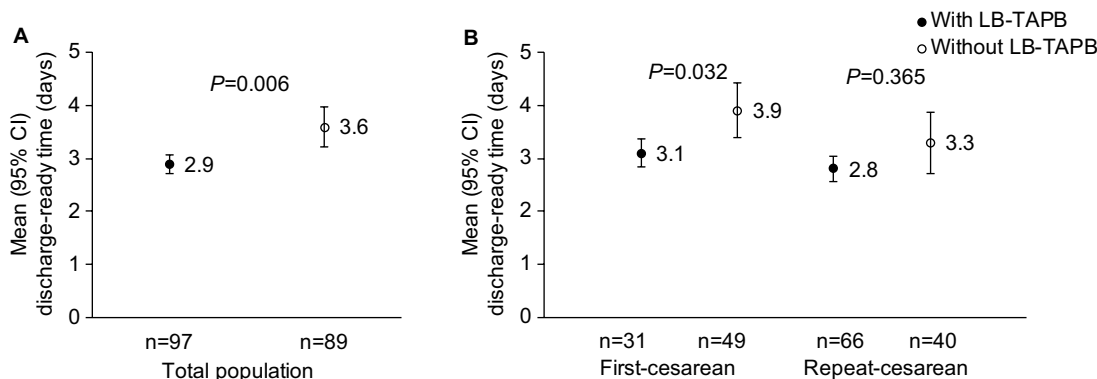 A
Mean (95% CI)
discharge-ready time (days)
5
4
3
2
1
0
P=0.006
2.9
3.6
n=97
n=89
Total population
B
With LB-TAPB
Without LB-TAPB
Mean (95% CI)
discharge-ready time (days)
5
4
3
2
1
0
P=0.032
P=0.365
3.1
3.9
2.8
3.3
n=31
n=49
n=66
n=40
First-cesarean
Repeat-cesarean